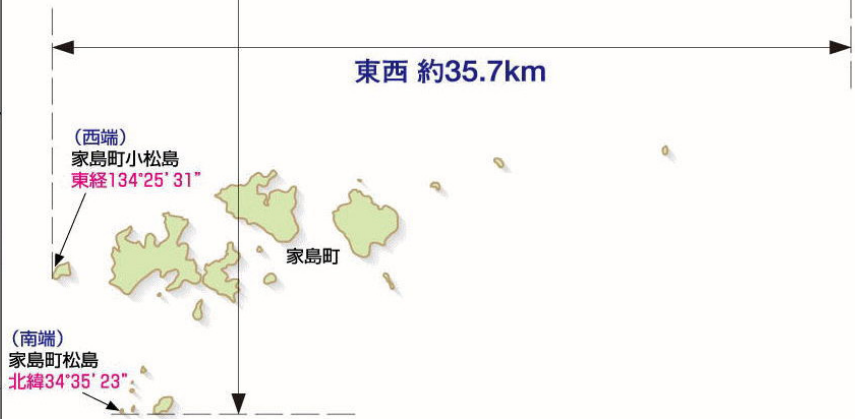 東西 約35.7km
（西端）
家島町小松島
東経134°25’31”
家島町
（南端）
家島町松島
北緯34°35’23”